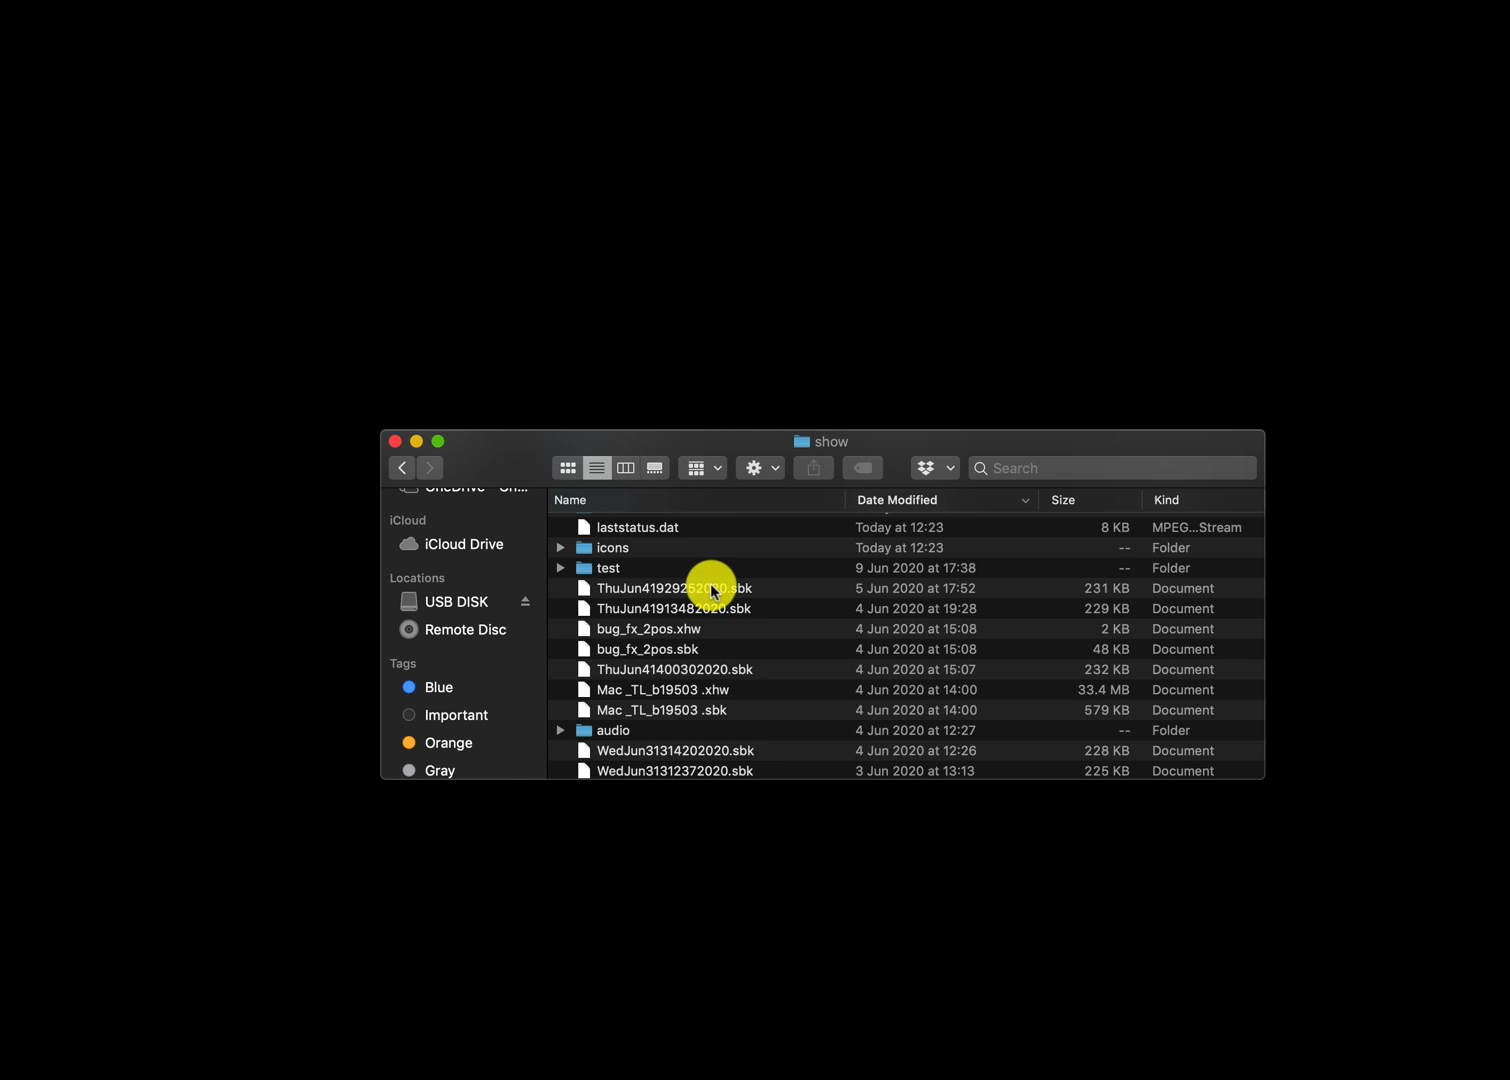 show
Search
Name Date Modified Size Kind
iCloud
iCloud Drive
Locations
USB DISK
Remote Disc
Tags
Blue
Important
Orange
Gray
laststatus.dat Today at 12:23 8 KB MPEG...Stream
icons Today at 12:23 -- Folder
test 9 Jun 2020 at 17:38 -- Folder
ThuJun41929252020.sbk 5 Jun 2020 at 17:52 231 KB Document
ThuJun41913482020.sbk 4 Jun 2020 at 19:28 229 KB Document
bug_fx_2pos.xhw 4 Jun 2020 at 15:08 2 KB Document
bug_fx_2pos.sbk 4 Jun 2020 at 15:08 48 KB Document
ThuJun41400302020.sbk 4 Jun 2020 at 15:07 232 KB Document
Mac _TL_b19503 .xhw 4 Jun 2020 at 14:00 33.4 MB Document
Mac _TL_b19503 .sbk 4 Jun 2020 at 14:00 579 KB Document
audio 4 Jun 2020 at 12:27 -- Folder
WedJun31314202020.sbk 4 Jun 2020 at 12:26 228 KB Document
WedJun31312372020.sbk 3 Jun 2020 at 13:13 225 KB Document